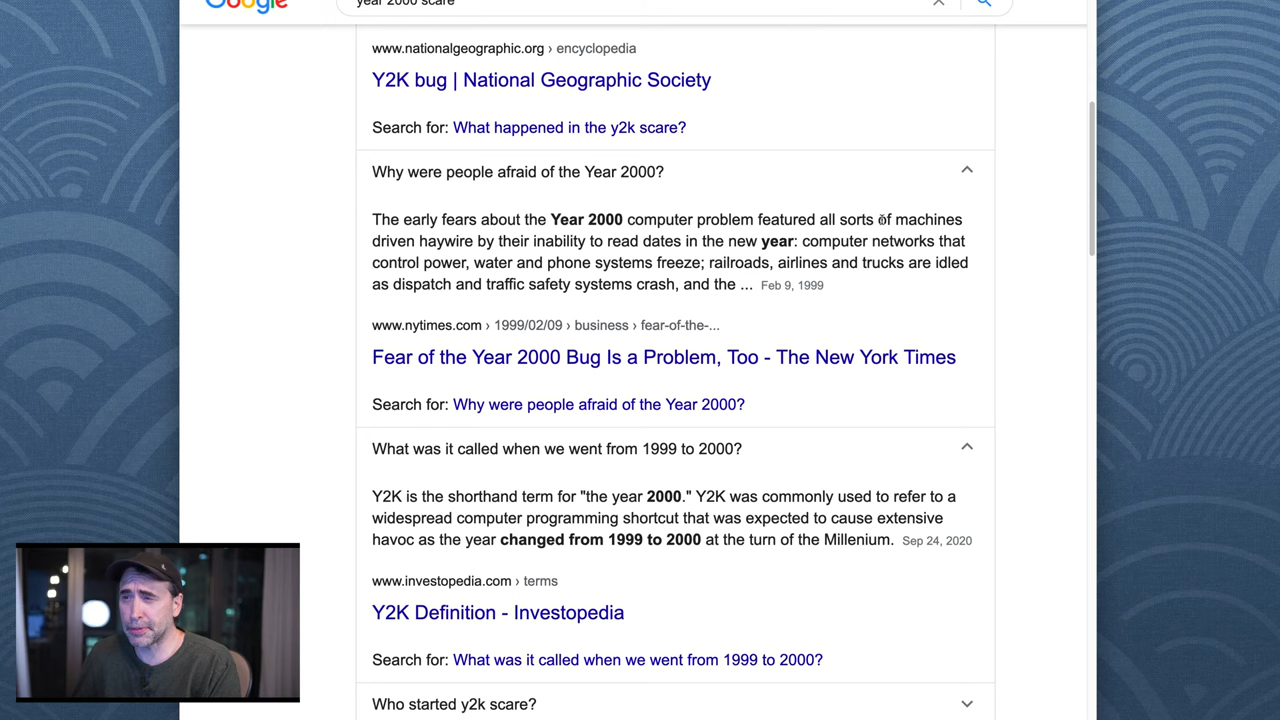 Google
year 2000 scare
www.nationalgeographic.org › encyclopedia
Y2K bug | National Geographic Society
Search for: What happened in the y2k scare?
Why were people afraid of the Year 2000?
The early fears about the Year 2000 computer problem featured all sorts of machines
driven haywire by their inability to read dates in the new year: computer networks that
control power, water and phone systems freeze; railroads, airlines and trucks are idled
as dispatch and traffic safety systems crash, and the ... Feb 9, 1999
www.nytimes.com › 1999/02/09 › business › fear-of-the-...
Fear of the Year 2000 Bug Is a Problem, Too - The New York Times
Search for: Why were people afraid of the Year 2000?
What was it called when we went from 1999 to 2000?
Y2K is the shorthand term for "the year 2000." Y2K was commonly used to refer to a
widespread computer programming shortcut that was expected to cause extensive
havoc as the year changed from 1999 to 2000 at the turn of the Millenium. Sep 24, 2020
www.investopedia.com › terms
Y2K Definition - Investopedia
Search for: What was it called when we went from 1999 to 2000?
Who started y2k scare?